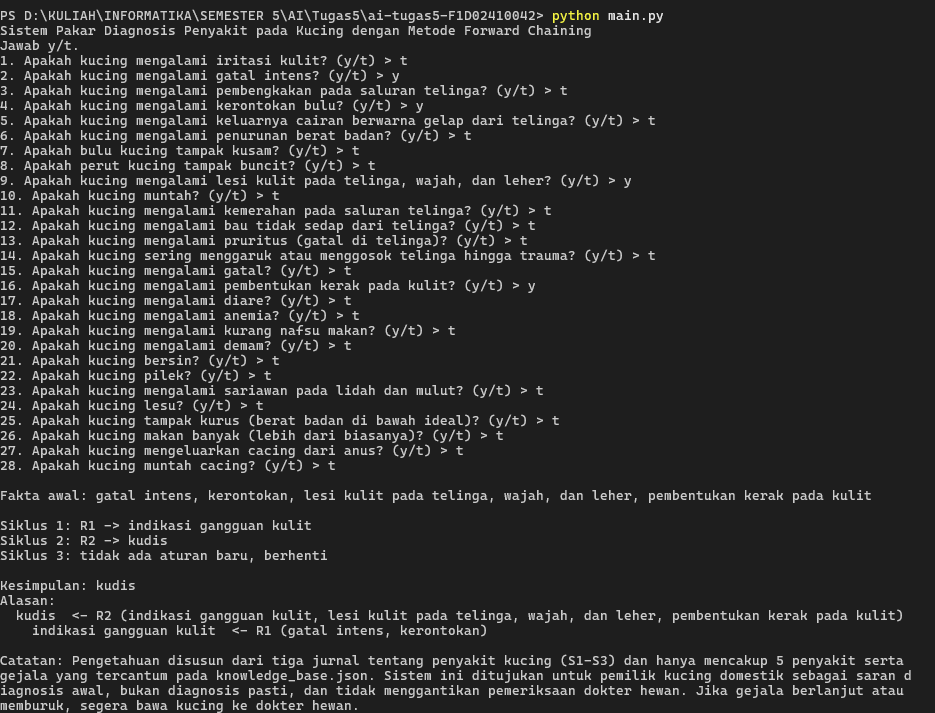 PS D:\KULIAH\INFORMATIKA\SEMESTER 5\AI\Tugas5\ai-tugas5-F1D02410042> python main.py
Sistem Pakar Diagnosis Penyakit pada Kucing dengan Metode Forward Chaining
Jawab y/t.
1. Apakah kucing mengalami iritasi kulit? (y/t) > t
2. Apakah kucing mengalami gatal intens? (y/t) > y
3. Apakah kucing mengalami pembengkakan pada saluran telinga? (y/t) > t
4. Apakah kucing mengalami kerontokan bulu? (y/t) > y
5. Apakah kucing mengalami keluarnya cairan berwarna gelap dari telinga? (y/t) > t
6. Apakah kucing mengalami penurunan berat badan? (y/t) > t
7. Apakah bulu kucing tampak kusam? (y/t) > t
8. Apakah perut kucing tampak buncit? (y/t) > t
9. Apakah kucing mengalami lesi kulit pada telinga, wajah, dan leher? (y/t) > y
10. Apakah kucing muntah? (y/t) > t
11. Apakah kucing mengalami kemerahan pada saluran telinga? (y/t) > t
12. Apakah kucing mengalami bau tidak sedap dari telinga? (y/t) > t
13. Apakah kucing mengalami pruritus (gatal di telinga)? (y/t) > t
14. Apakah kucing sering menggaruk atau menggosok telinga hingga trauma? (y/t) > t
15. Apakah kucing mengalami gatal? (y/t) > t
16. Apakah kucing mengalami pembentukan kerak pada kulit? (y/t) > y
17. Apakah kucing mengalami diare? (y/t) > t
18. Apakah kucing mengalami anemia? (y/t) > t
19. Apakah kucing mengalami kurang nafsu makan? (y/t) > t
20. Apakah kucing mengalami demam? (y/t) > t
21. Apakah kucing bersin? (y/t) > t
22. Apakah kucing pilek? (y/t) > t
23. Apakah kucing mengalami sariawan pada lidah dan mulut? (y/t) > t
24. Apakah kucing lesu? (y/t) > t
25. Apakah kucing tampak kurus (berat badan di bawah ideal)? (y/t) > t
26. Apakah kucing makan banyak (lebih dari biasanya)? (y/t) > t
27. Apakah kucing mengeluarkan cacing dari anus? (y/t) > t
28. Apakah kucing muntah cacing? (y/t) > t

Fakta awal: gatal intens, kerontokan, lesi kulit pada telinga, wajah, dan leher, pembentukan kerak pada kulit

Siklus 1: R1 -> indikasi gangguan kulit
Siklus 2: R2 -> kudis
Siklus 3: tidak ada aturan baru, berhenti

Kesimpulan: kudis
Alasan:
  kudis  <- R2 (indikasi gangguan kulit, lesi kulit pada telinga, wajah, dan leher, pembentukan kerak pada kulit)
    indikasi gangguan kulit  <- R1 (gatal intens, kerontokan)

Catatan: Pengetahuan disusun dari tiga jurnal tentang penyakit kucing (S1-S3) dan hanya mencakup 5 penyakit serta
gejala yang tercantum pada knowledge_base.json. Sistem ini ditujukan untuk pemilik kucing domestik sebagai saran d
iagnosis awal, bukan diagnosis pasti, dan tidak menggantikan pemeriksaan dokter hewan. Jika gejala berlanjut atau
memburuk, segera bawa kucing ke dokter hewan.